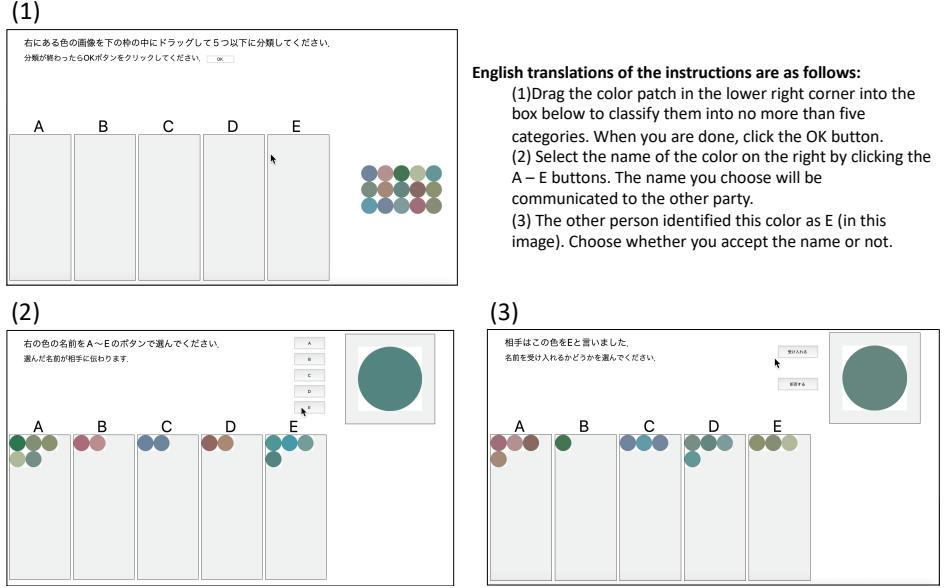 (1)
右にある色の画像を下の枠の中にドラッグして５つ以下に分類してください.
分類が終わったらOKボタンをクリックしてください. OK
A B C D E
English translations of the instructions are as follows:
(1)Drag the color patch in the lower right corner into the
box below to classify them into no more than five
categories. When you are done, click the OK button.
(2) Select the name of the color on the right by clicking the
A – E buttons. The name you choose will be
communicated to the other party.
(3) The other person identified this color as E (in this
image). Choose whether you accept the name or not.
(2)
右の色の名前をA～Eのボタンで選んでください.
選んだ名前が相手に伝わります.
A
B
C
D
E
A B C D E
(3)
相手はこの色をEと言いました.
名前を受け入れるかどうかを選んでください.
受け入れる
拒否する
A B C D E